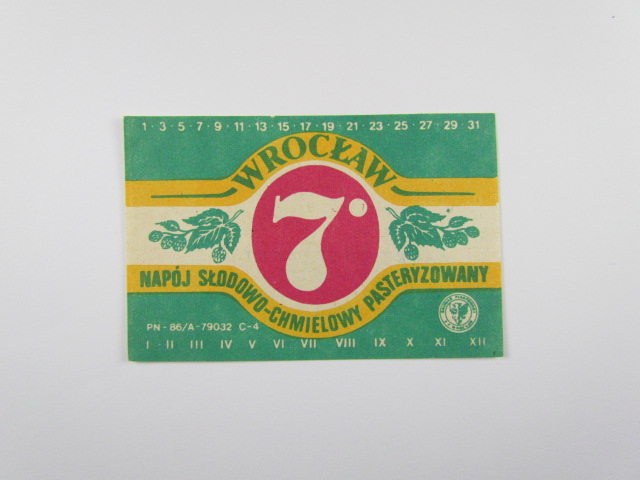 1 · 3 · 5 · 7 · 9 · 11 · 13 · 15 · 17 · 19 · 21 · 23 · 25 · 27 · 29 · 31
WROCŁAW
7°
NAPÓJ SŁODOWO-CHMIELOWY PASTERYZOWANY
PN - 86/A - 79032 C-4
I · II III IV V VI VII VIII IX X XI XII